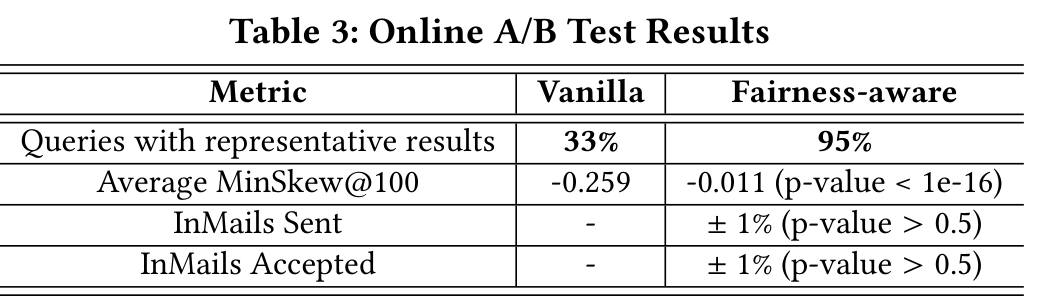 Table 3: Online A/B Test Results
Metric Vanilla Fairness-aware
Queries with representative results 33% 95%
Average MinSkew@100 -0.259 -0.011 (p-value < 1e-16)
InMails Sent - ± 1% (p-value > 0.5)
InMails Accepted - ± 1% (p-value > 0.5)